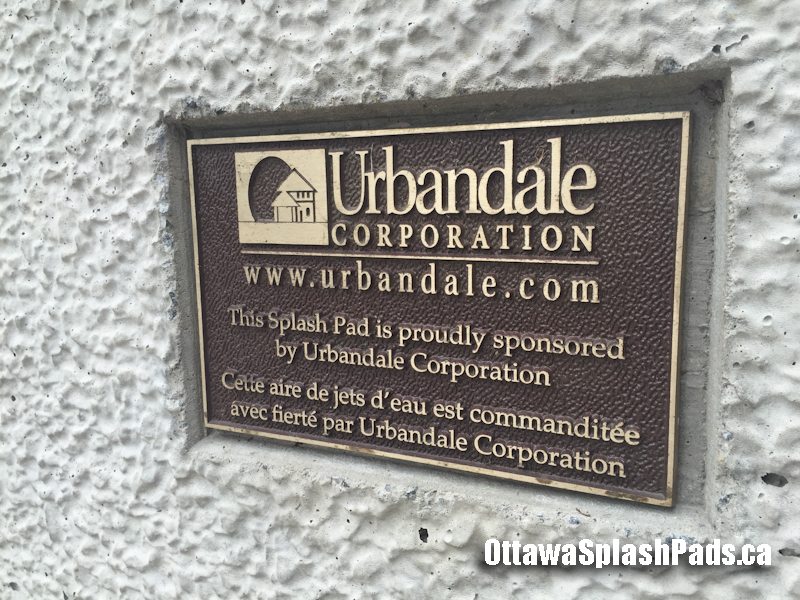 Urbandale
CORPORATION
www.urbandale.com
This Splash Pad is proudly sponsored
by Urbandale Corporation
Cette aire de jets d'eau est commanditée
avec fierté par Urbandale Corporation
OttawaSplashPads.ca